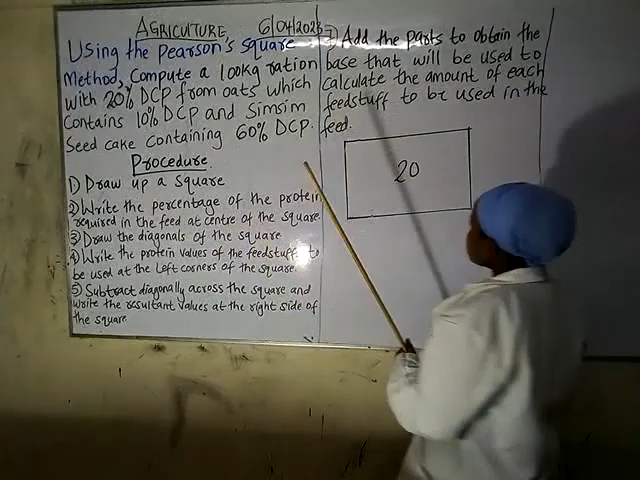 AGRICUTURE, 6/04/202
Using the pearson's square
Method, Compute a 100kg ration
with 20% DCP from oats which
contains 10% DCP and Simsim
Seed cake containing 60% DCP.
Procedure.
1) Draw up a square
2) Write the percentage of the protein
required in the feed at centre of the square
3) Draw the diagonals of the square
4) Write the protein values of the feedstuffs to
be used at the left corners of the square
5) Subtract diagonally across the square and
write the resultant values at the right side of
the square
Add the parts to obtain the
base that will be used to
calculate the amount of each
feedstuff to be used in the
feed.
20